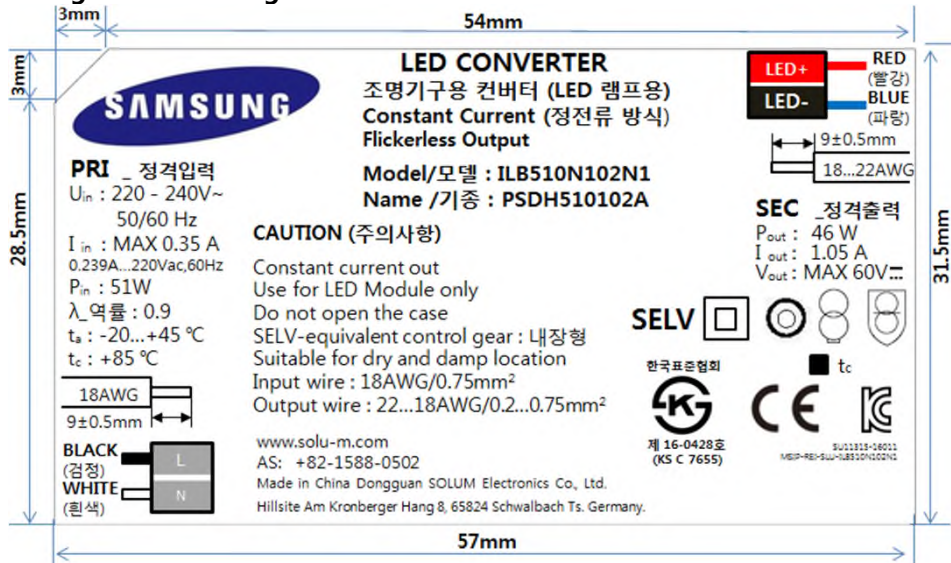 3mm
54mm
3mm
28.5mm
31.5mm
57mm
SAMSUNG
LED CONVERTER
조명기구용 컨버터 (LED 램프용)
Constant Current (정전류 방식)
Flickerless Output
Model/모델 : ILB510N102N1
Name /기종 : PSDH510102A
LED+
LED-
RED
(빨강)
BLUE
(파랑)
9±0.5mm
18...22AWG
PRI _ 정격입력
Uin : 220 - 240V~
50/60 Hz
I in : MAX 0.35 A
0.239A...220Vac,60Hz
Pin : 51W
λ_역률 : 0.9
ta : -20...+45 ℃
tc : +85 ℃
18AWG
9±0.5mm
BLACK
(검정)
WHITE
(흰색)
L
N
CAUTION (주의사항)
Constant current out
Use for LED Module only
Do not open the case
SELV-equivalent control gear : 내장형
Suitable for dry and damp location
Input wire : 18AWG/0.75mm²
Output wire : 22...18AWG/0.2...0.75mm²
www.solu-m.com
AS: +82-1588-0502
Made in China Dongguan SOLUM Electronics Co., Ltd.
Hillsite Am Kronberger Hang 8, 65824 Schwalbach Ts. Germany.
SEC _정격출력
Pout : 46 W
I out : 1.05 A
Vout : MAX 60V⎓
SELV
tc
한국표준협회
제 16-0428호
(KS C 7655)
CE
SU11313-16011
MSIP-REI-SLU-ILB510N102N1